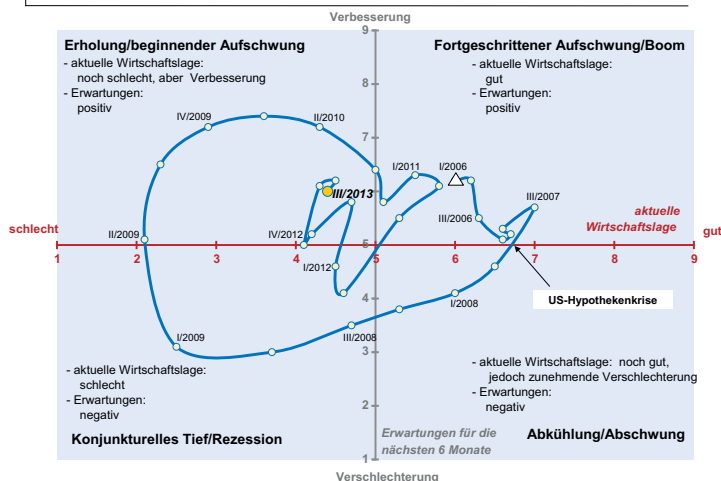 Verbesserung
9
Erholung/beginnender Aufschwung
- aktuelle Wirtschaftslage:
noch schlecht, aber Verbesserung
- Erwartungen:
positiv
Fortgeschrittener Aufschwung/Boom
- aktuelle Wirtschaftslage:
gut
- Erwartungen:
positiv
8
IV/2009
II/2010
7
I/2011
I/2006
6
III/2013
III/2007
III/2006
schlecht
II/2009
IV/2012
5
aktuelle
Wirtschaftslage
gut
1
2
3
4
5
6
7
8
9
I/2012
US-Hypothekenkrise
4
I/2008
I/2009
III/2008
3
- aktuelle Wirtschaftslage:
schlecht
- Erwartungen:
negativ
- aktuelle Wirtschaftslage: noch gut,
jedoch zunehmende Verschlechterung
- Erwartungen:
negativ
2
Konjunkturelles Tief/Rezession
Erwartungen für die
nächsten 6 Monate
Abkühlung/Abschwung
1
Verschlechterung